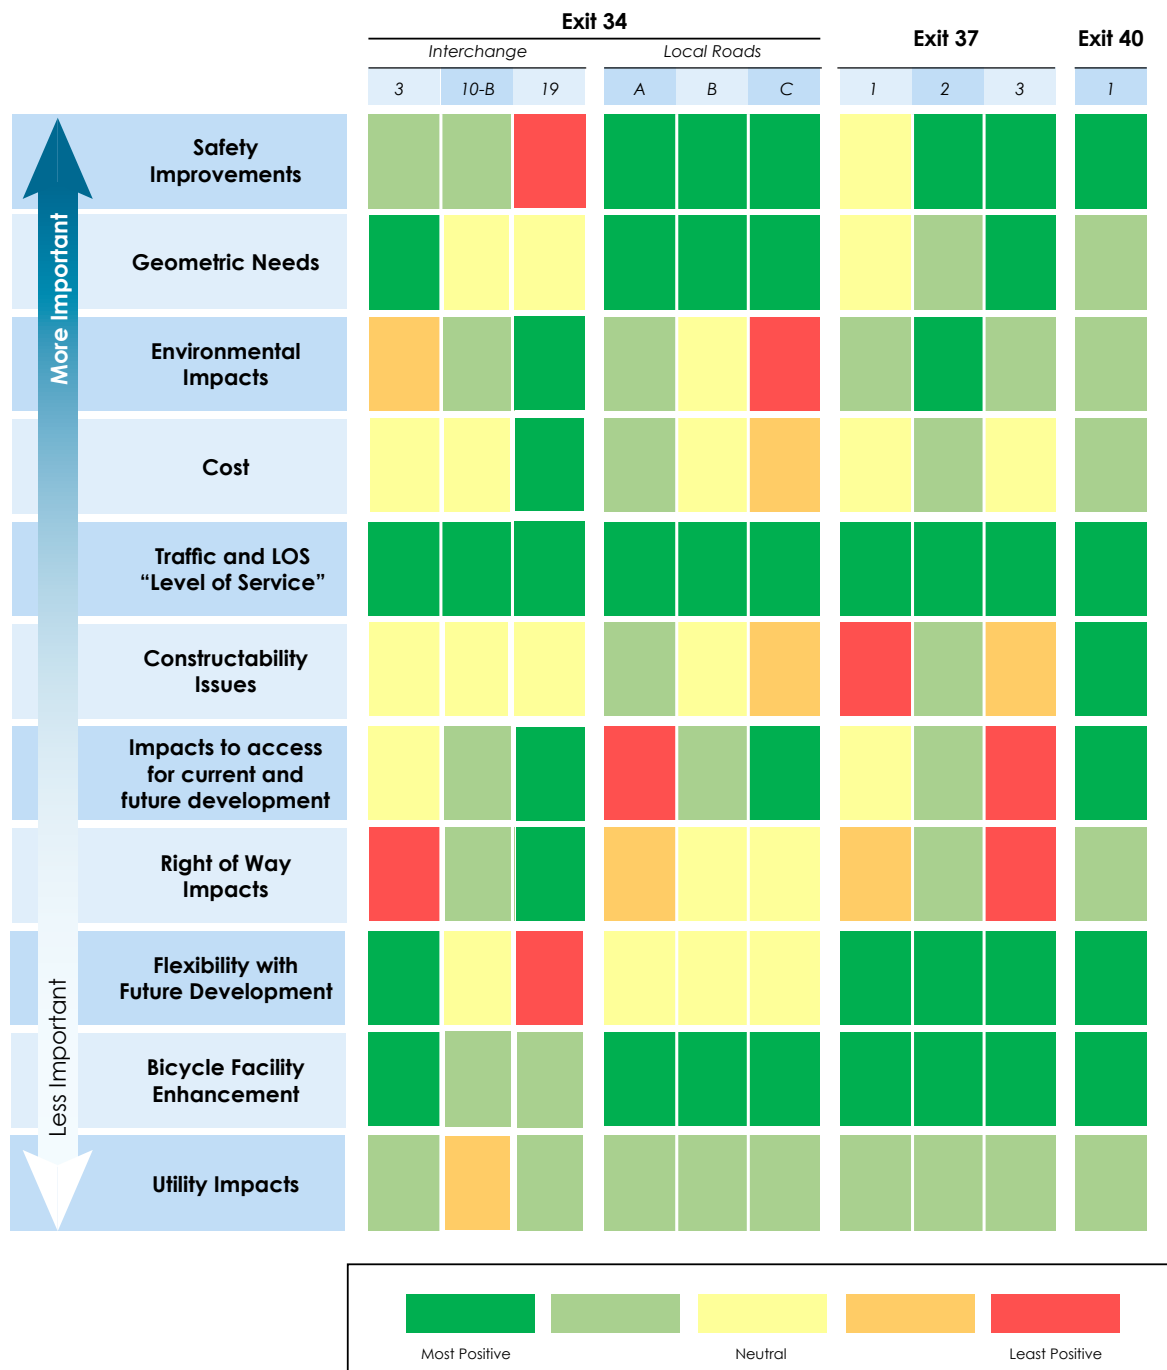 Exit 34
Exit 37
Exit 40
Interchange
Local Roads
3
10-B
19
A
B
C
1
2
3
1
More Important
Less Important
Safety
Improvements
Geometric Needs
Environmental
Impacts
Cost
Traffic and LOS
“Level of Service”
Constructability
Issues
Impacts to access
for current and
future development
Right of Way
Impacts
Flexibility with
Future Development
Bicycle Facility
Enhancement
Utility Impacts
Most Positive
Neutral
Least Positive